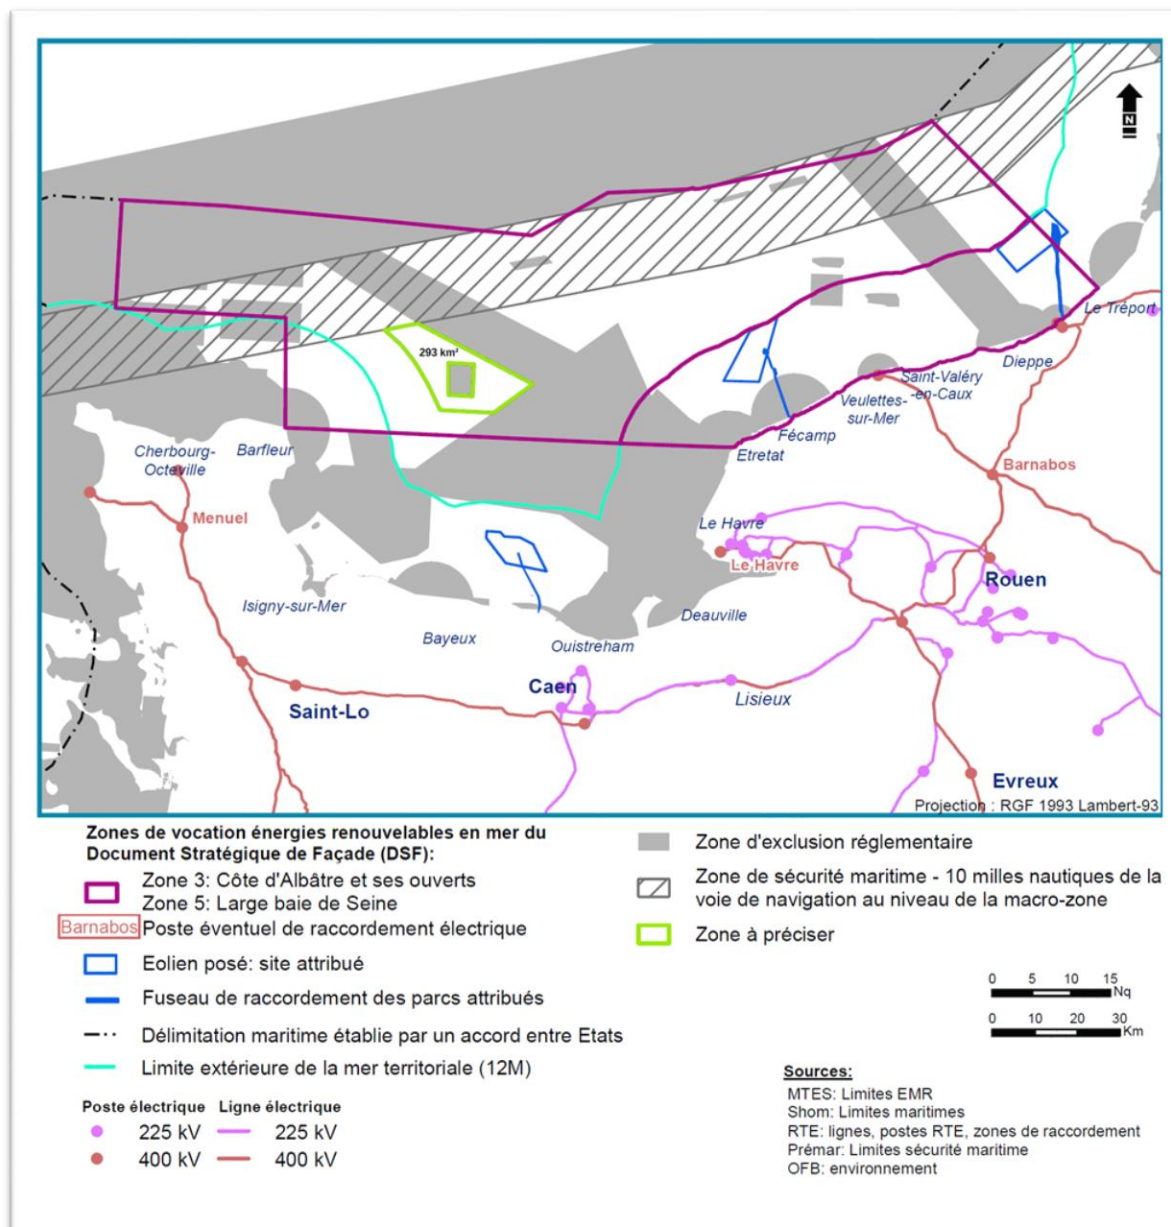 N
293 km²
Le Tréport
Dieppe
Saint-Valéry
-en-Caux
Veulettes-
sur-Mer
Fécamp
Etretat
Cherbourg-
Octeville
Barfleur
Barnabos
Menuel
Le Havre
Le Havre
Rouen
Isigny-sur-Mer
Deauville
Bayeux
Ouistreham
Caen
Lisieux
Saint-Lo
Evreux
Projection : RGF 1993 Lambert-93
Zones de vocation énergies renouvelables en mer du
Document Stratégique de Façade (DSF):
Zone 3: Côte d'Albâtre et ses ouverts
Zone 5: Large baie de Seine
Barnabos Poste éventuel de raccordement électrique
Eolien posé: site attribué
Fuseau de raccordement des parcs attribués
Délimitation maritime établie par un accord entre Etats
Limite extérieure de la mer territoriale (12M)
Poste électrique Ligne électrique
225 kV 225 kV
400 kV 400 kV
Zone d'exclusion réglementaire
Zone de sécurité maritime - 10 milles nautiques de la
voie de navigation au niveau de la macro-zone
Zone à préciser
0 5 10 15
Nq
0 10 20 30
Km
Sources:
MTES: Limites EMR
Shom: Limites maritimes
RTE: lignes, postes RTE, zones de raccordement
Prémar: Limites sécurité maritime
OFB: environnement